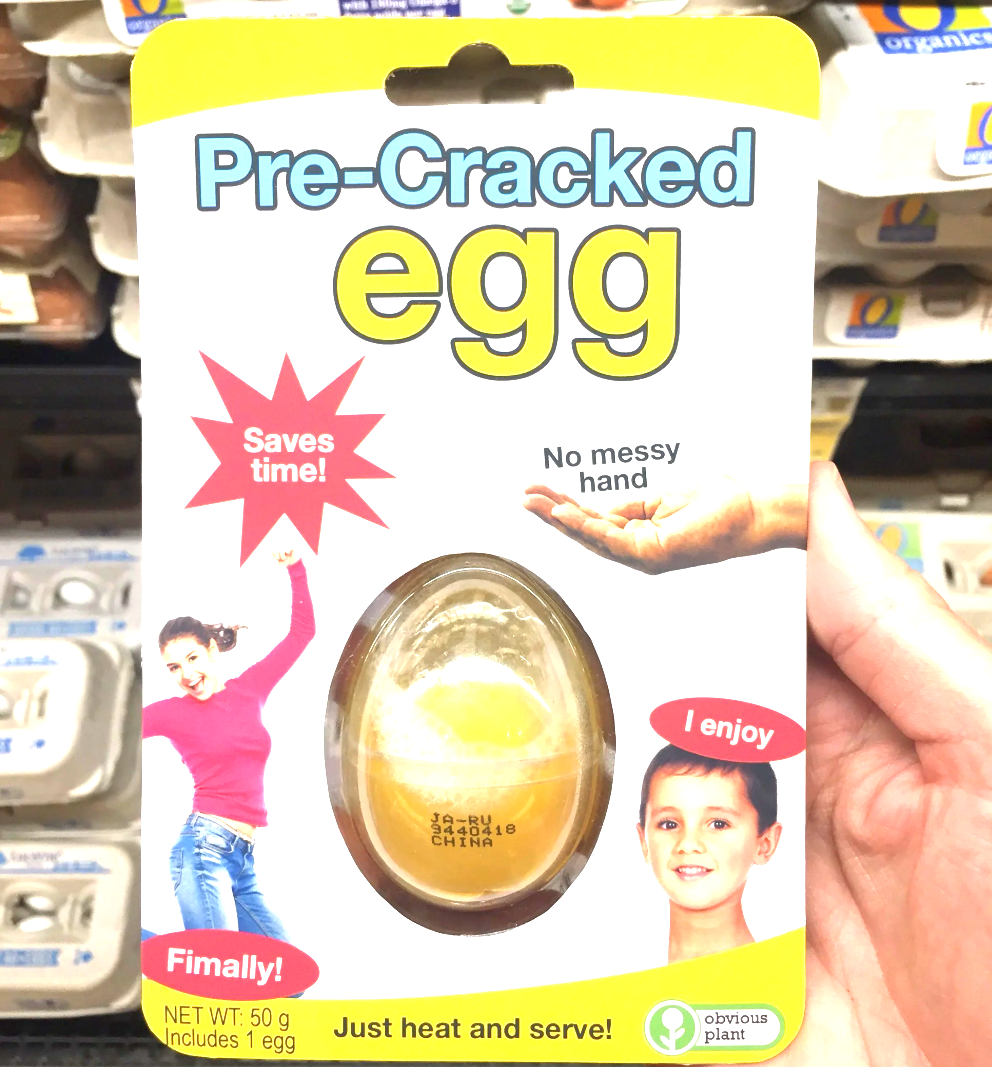 organics
Pre-Cracked
egg
Saves
time!
No messy
hand
I enjoy
JA-RU
9440418
CHINA
Fimally!
NET WT: 50 g
Includes 1 egg
Just heat and serve!
obvious
plant